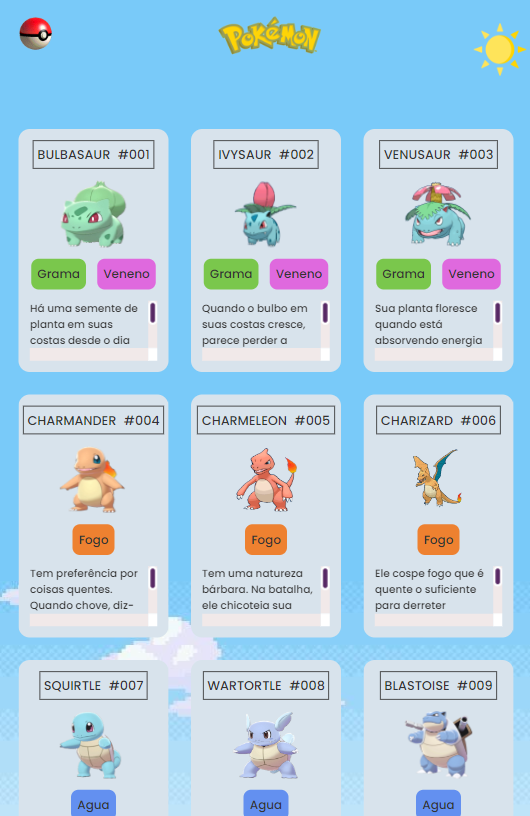 POKéMON
BULBASAUR #001
IVYSAUR #002
VENUSAUR #003
Grama Veneno
Grama Veneno
Grama Veneno
Há uma semente de
planta em suas
costas desde o dia
Quando o bulbo em
suas costas cresce,
parece perder a
Sua planta floresce
quando está
absorvendo energia
CHARMANDER #004
CHARMELEON #005
CHARIZARD #006
Fogo
Fogo
Fogo
Tem preferência por
coisas quentes.
Quando chove, diz-
Tem uma natureza
bárbara. Na batalha,
ele chicoteia sua
Ele cospe fogo que é
quente o suficiente
para derreter
SQUIRTLE #007
WARTORTLE #008
BLASTOISE #009
Agua
Agua
Agua